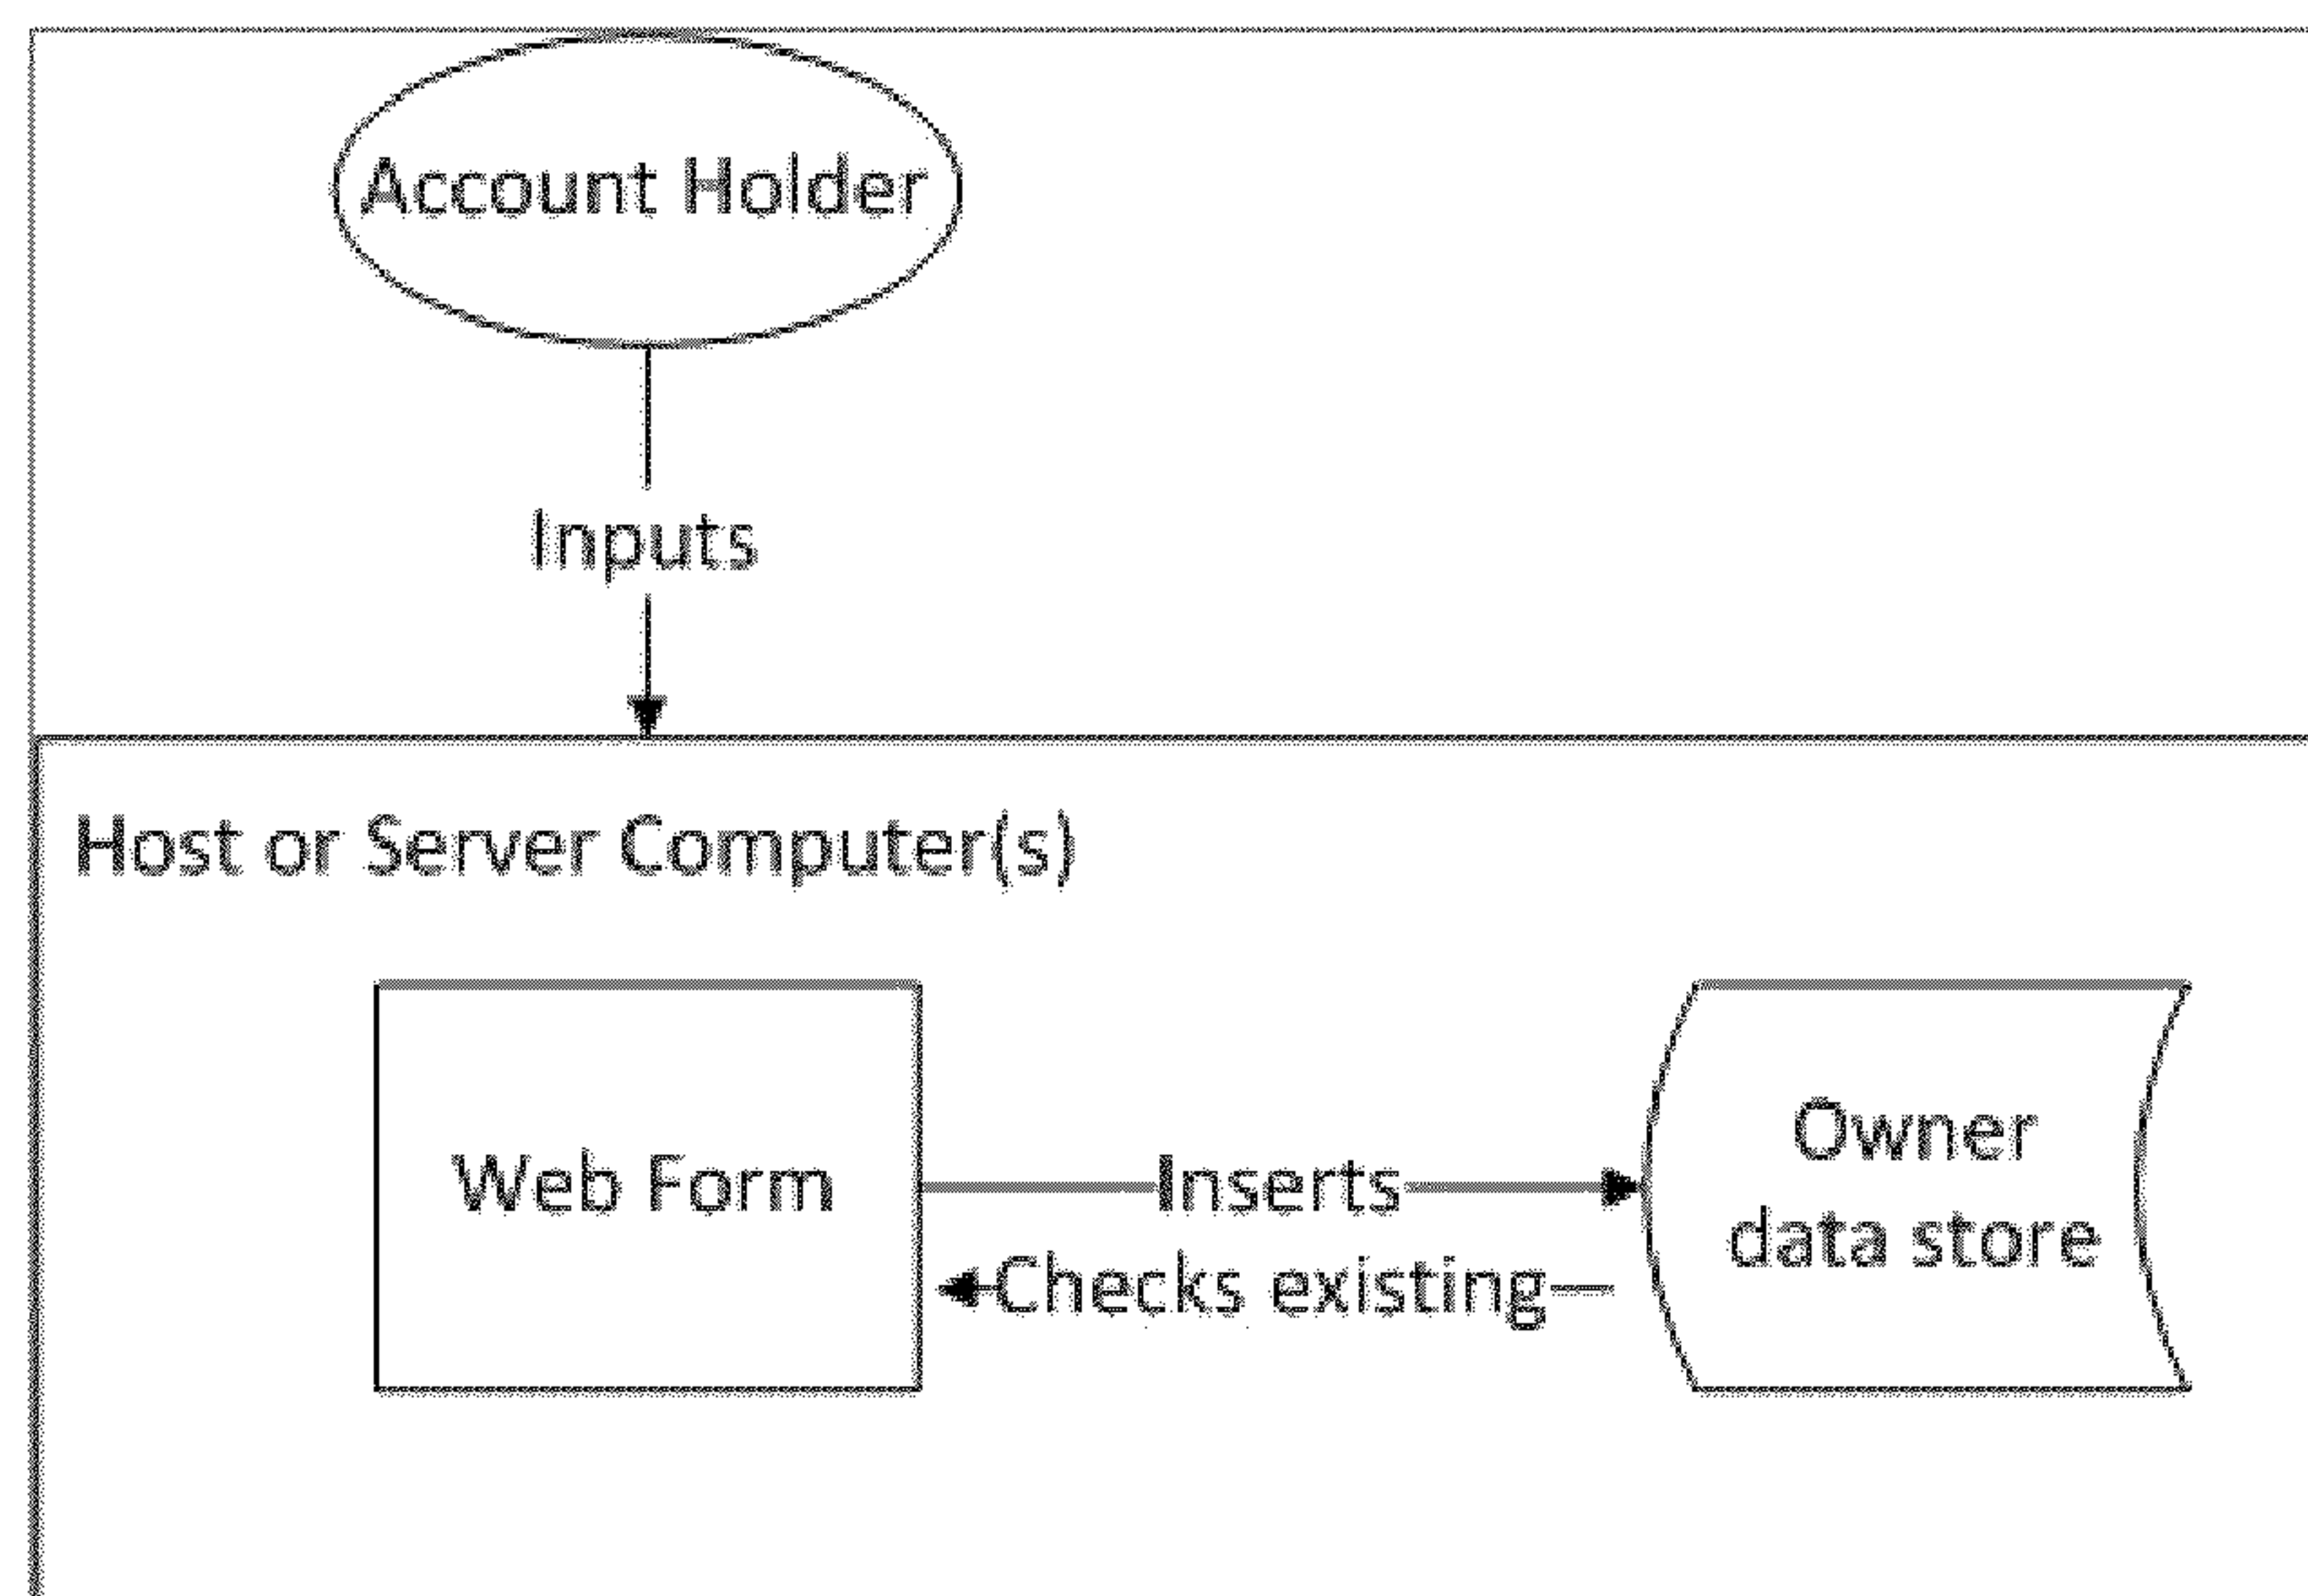 Account Holder
Inputs
Host or Server Computer(s)
Web Form
Inserts
Checks existing
Owner
data store